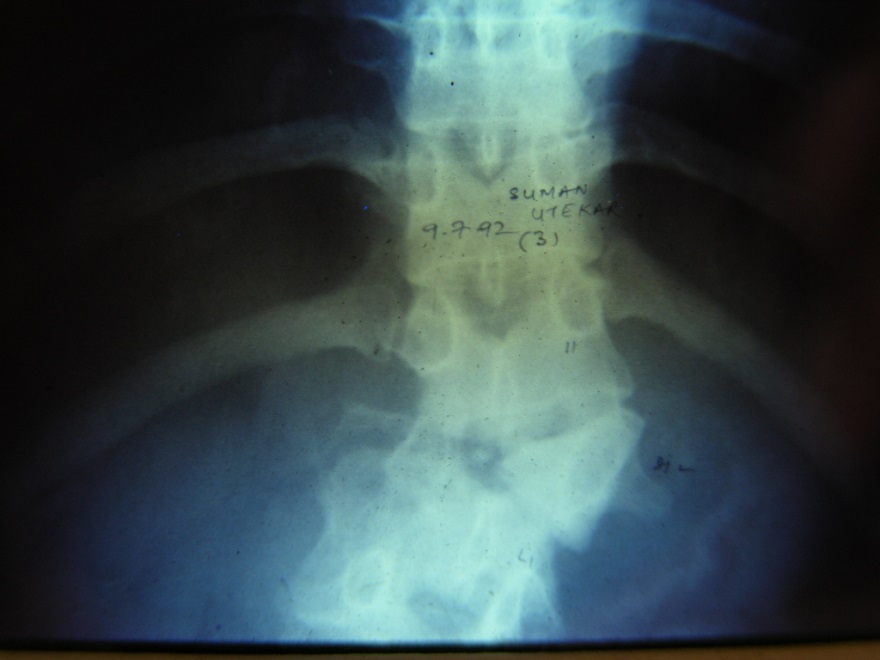 SUMAN
UTEKAR
9.7.92 (3)
11
L1